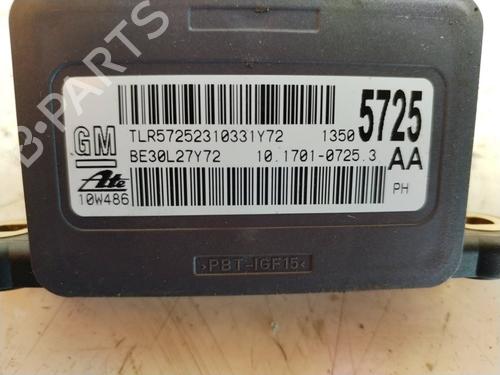 GM
TLR57252310331Y72 1350 5725
BE30L27Y72 10.1701-0725.3 AA
Ate
10W486 PH
>PBT-IGF15<
B-PARTS